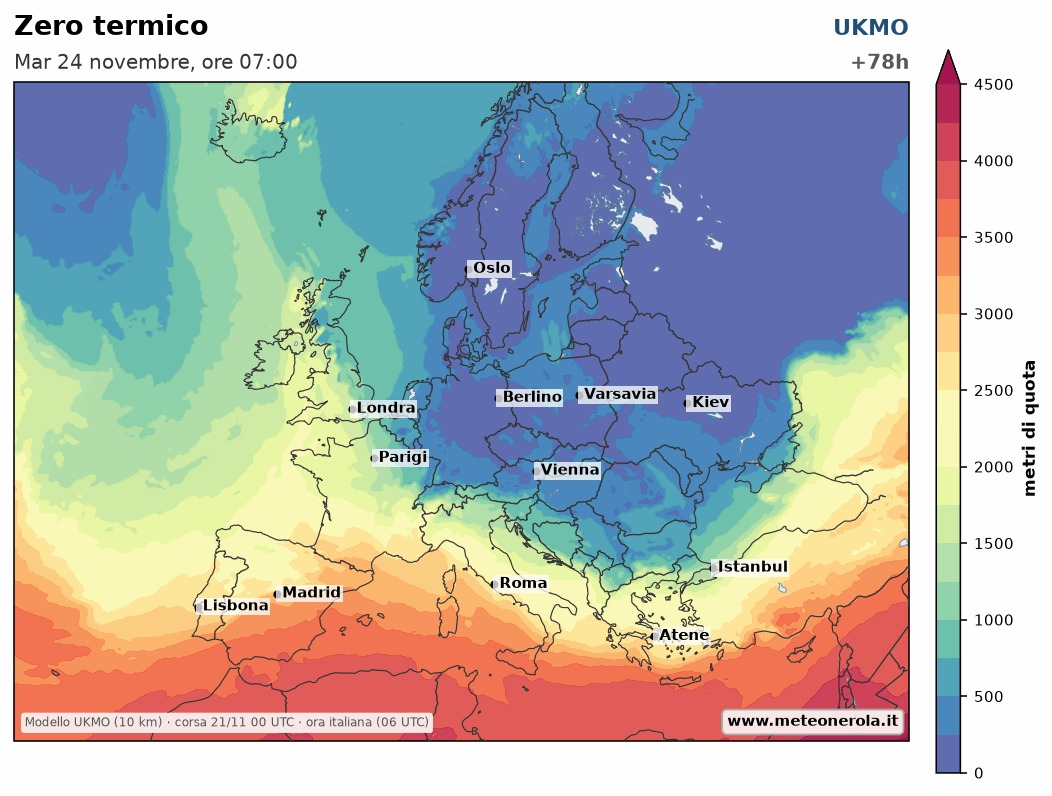 Zero termico
UKMO
Mar 24 novembre, ore 07:00
+78h
4500
4000
3500
3000
2500
2000
1500
1000
500
0
metri di quota
Oslo
Londra
Berlino
Varsavia
Kiev
Parigi
Vienna
Istanbul
Roma
Madrid
Lisbona
Atene
Modello UKMO (10 km) · corsa 21/11 00 UTC · ora italiana (06 UTC)
www.meteonerola.it